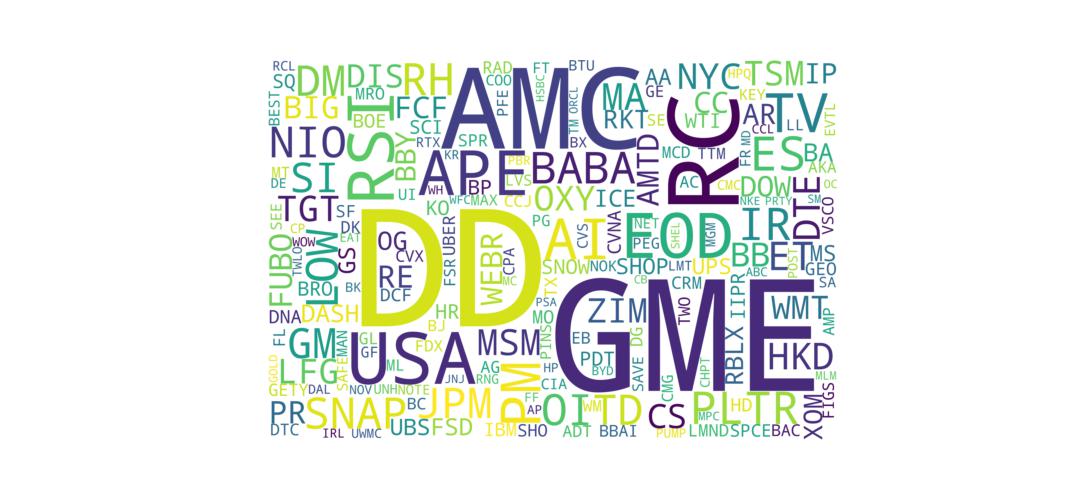 RCL
SQ
DM
DIS
RH
RAD
COO
FT
BTU
AA
GE
NYC
HPQ
TSM
IP
BEST
BIG
MRO
BOE
FCF
SCI
PFE
HSBC
ORCL
AMC
MA
RKT
SE
CC
WTI
KEY
AR
CCL
TV
LL
EVTL
NIO
RSI
BBY
RTX
SPR
KR
TM
BX
AMTD
MCD
TTM
RC
FR
MD
ES
BA
AKA
MT
DE
SI
UI
APE
WH
BP
PBR
LVS
BABA
AC
CMC
DOW
NKE
PRTY
DTE
SM
OC
VSCO
TGT
SF
DK
KO
WFC
MAX
CCJ
OXY
ICE
SEE
CP
WOW
TWLO
EAT
GS
LOW
FUBO
BRO
BK
DD
OG
CVX
RE
DCF
UBER
FSR
WEBR
CPA
MC
PG
AI
CVS
CVNA
SNOW
NOK
TX
PSA
EOD
NET
PEG
SHEL
MGM
IR
BB
ET
MS
GEO
SHOP
LMT
UPS
CRM
CB
ABC
POST
SA
DNA
DASH
HR
BJ
MO
PINS
ZIM
GME
TWO
IIPR
WMT
AMP
FL
GM
MAN
SAFE
GL
GF
ML
USA
FDX
MSM
EB
PDT
BYD
DG
SAVE
RBLX
HKD
LFG
GOLD
GETY
DAL
NOV
UNH
NOTE
JNJ
RNG
AG
PM
HP
CIA
CMG
CHPT
MLM
FIGS
PR
DTC
SNAP
IRL
UWMC
BC
UBS
JPM
FSD
IBM
SHO
FF
AP
OI
ADT
WM
TD
BBAI
CS
PUMP
PLTR
MPC
HD
LMND
SPCE
BAC
XOM